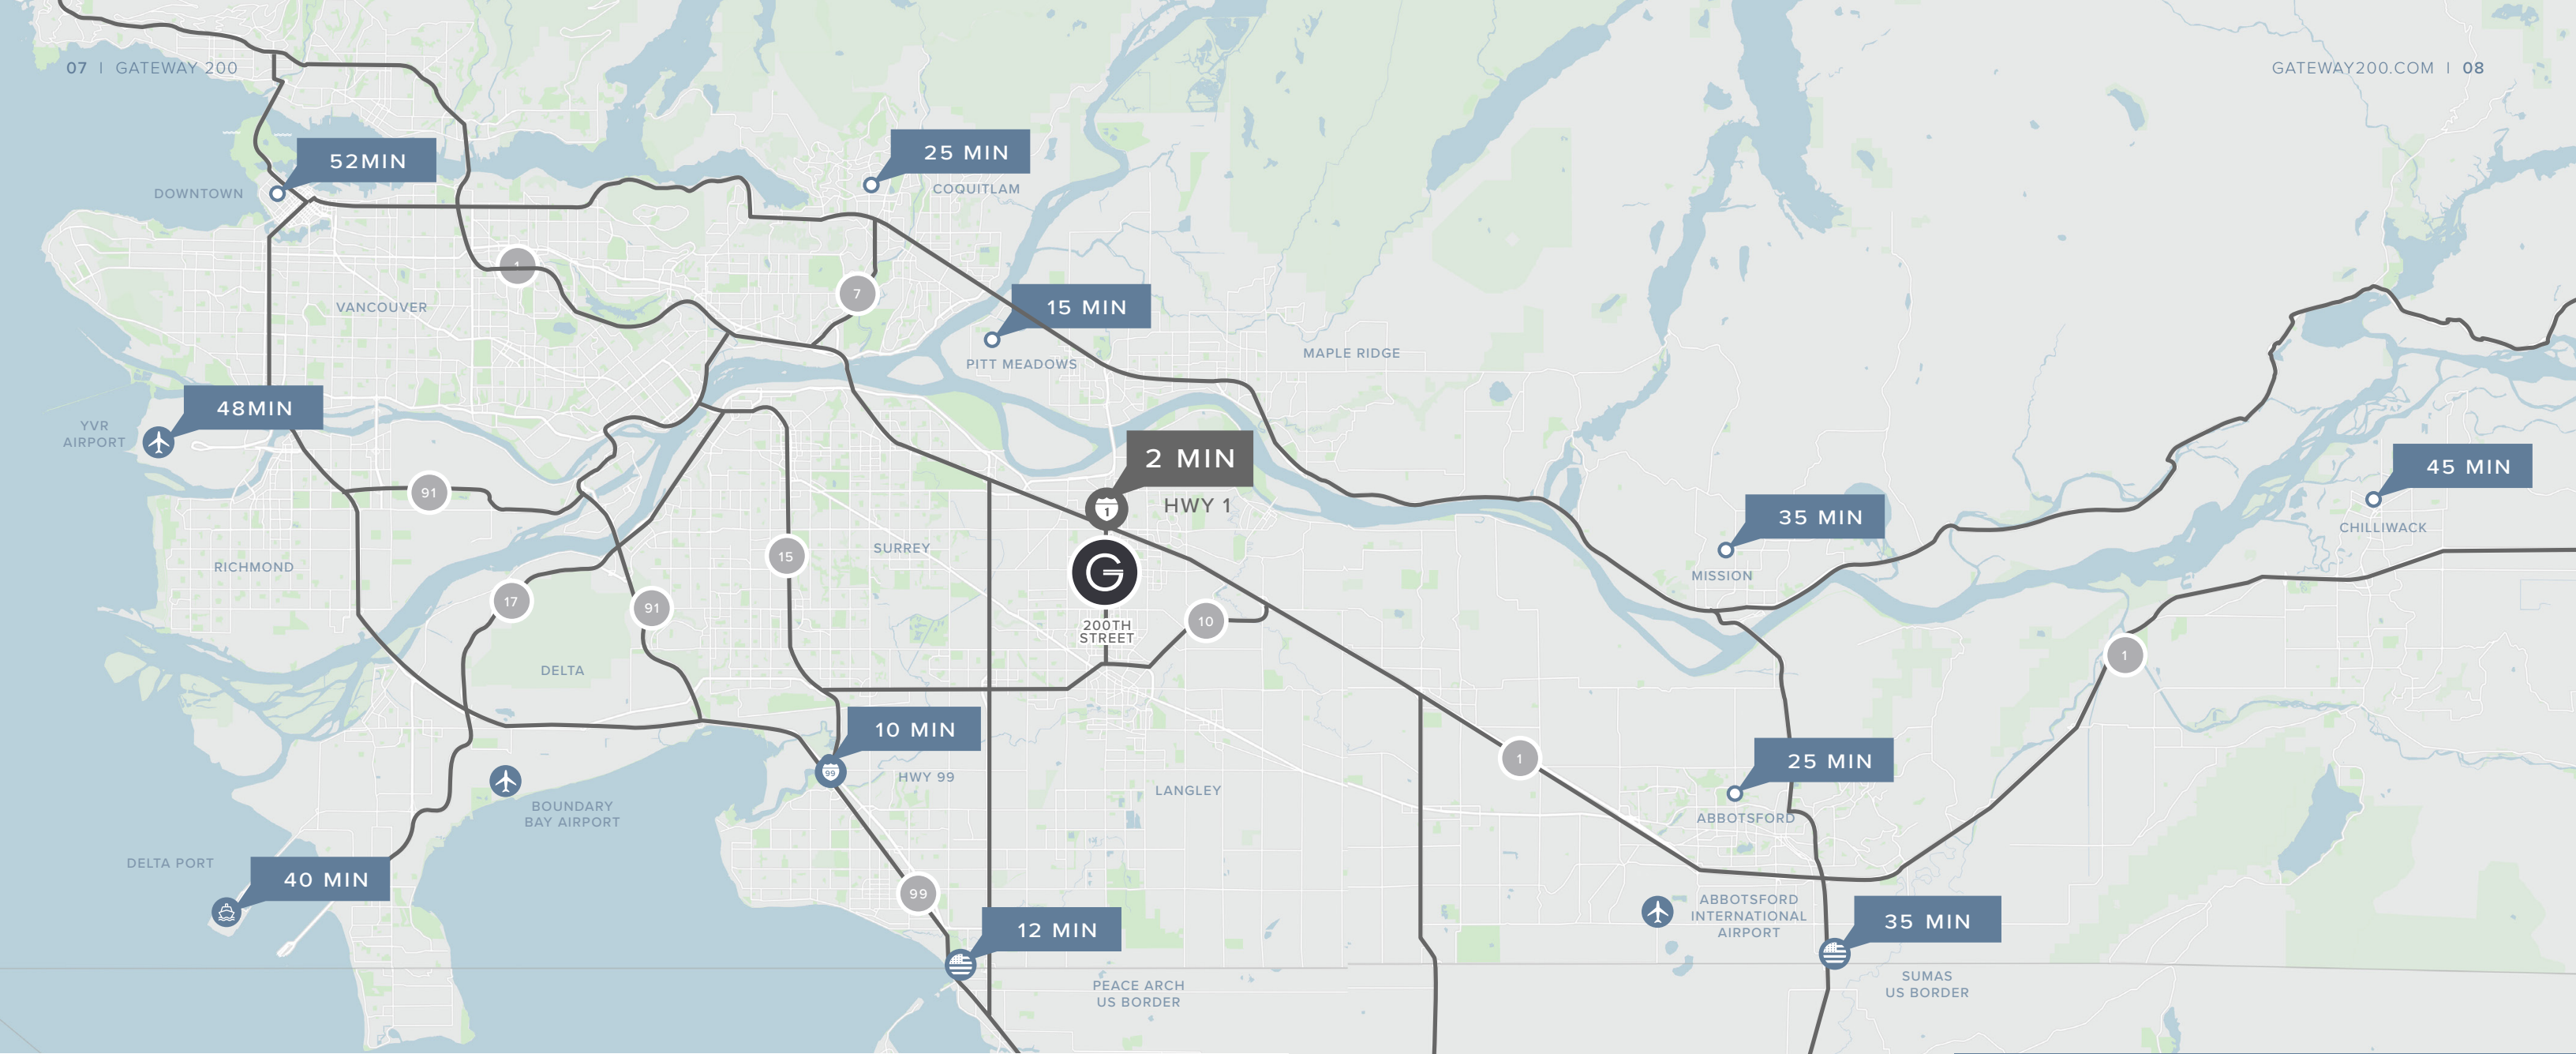 07 | GATEWAY 200
GATEWAY200.COM | 08
52MIN
DOWNTOWN
25 MIN
COQUITLAM
1
7
VANCOUVER
15 MIN
PITT MEADOWS
MAPLE RIDGE
48MIN
YVR
AIRPORT
2 MIN
1
HWY 1
45 MIN
CHILLIWACK
91
35 MIN
MISSION
15
SURREY
G
RICHMOND
17
91
10
200TH
STREET
DELTA
1
10 MIN
99
HWY 99
LANGLEY
1
25 MIN
ABBOTSFORD
BOUNDARY
BAY AIRPORT
DELTA PORT
40 MIN
99
12 MIN
PEACE ARCH
US BORDER
ABBOTSFORD
INTERNATIONAL
AIRPORT
35 MIN
SUMAS
US BORDER